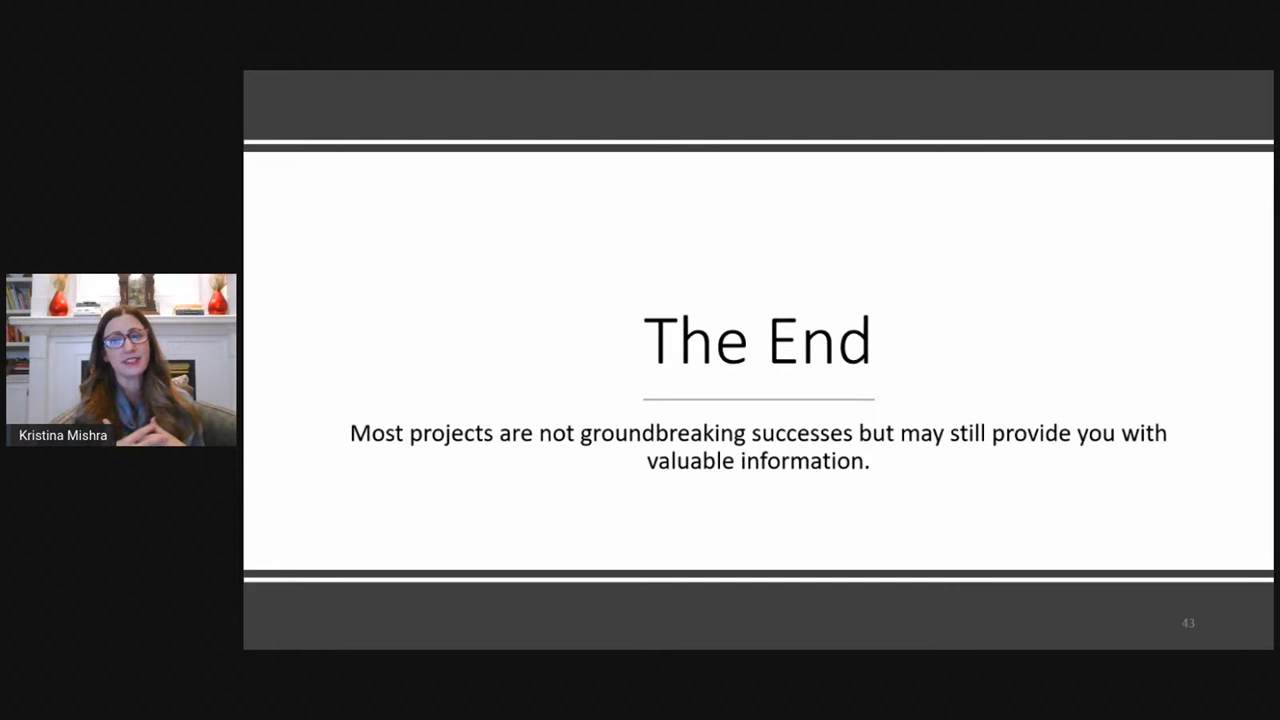 The End
Most projects are not groundbreaking successes but may still provide you with
valuable information.
Kristina Mishra
43